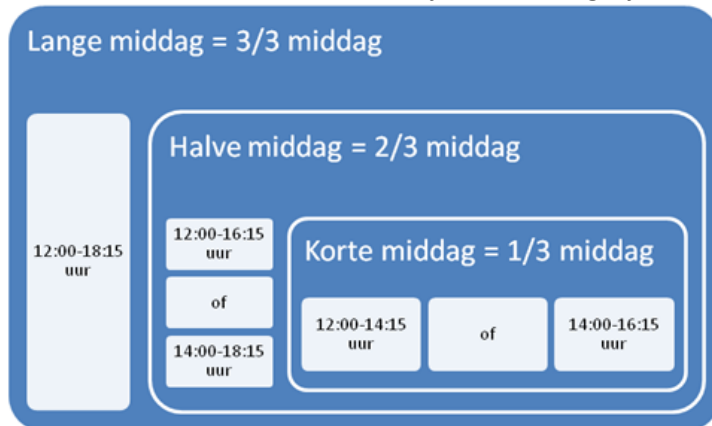 Lange middag = 3/3 middag
12:00-18:15
uur
Halve middag = 2/3 middag
12:00-16:15
uur
of
14:00-18:15
uur
Korte middag = 1/3 middag
12:00-14:15
uur
of
14:00-16:15
uur